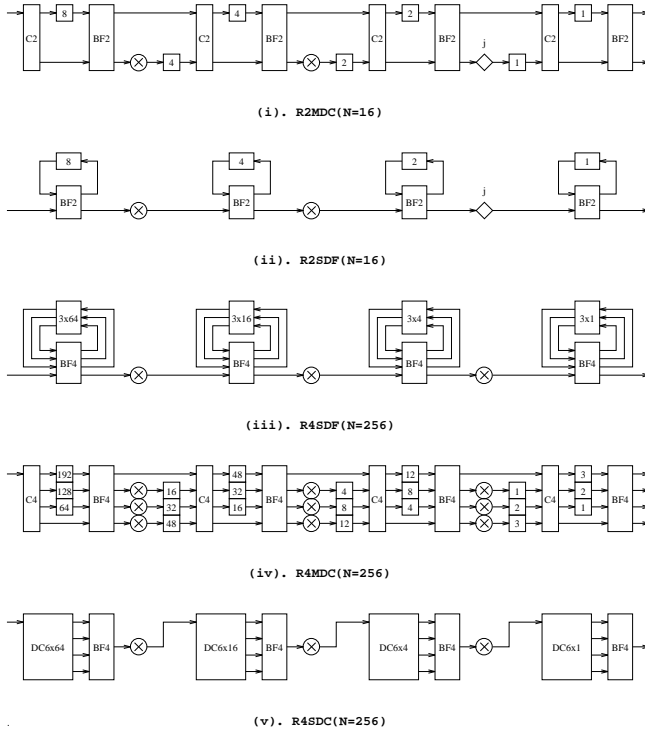 8 4 2 1
C2 BF2 C2 BF2 C2 BF2 j C2 BF2
4 2 1
(i). R2MDC(N=16)
8 4 2 1
j
BF2 BF2 BF2 BF2
(ii). R2SDF(N=16)
3x64 3x16 3x4 3x1
BF4 BF4 BF4 BF4
(iii). R4SDF(N=256)
192 48 12 3
C4 128 BF4 16 C4 32 BF4 4 C4 8 BF4 1 C4 2 BF4
64 32 16 8 4 2 1
48 12 3
(iv). R4MDC(N=256)
DC6x64 BF4 DC6x16 BF4 DC6x4 BF4 DC6x1 BF4
(v). R4SDC(N=256)